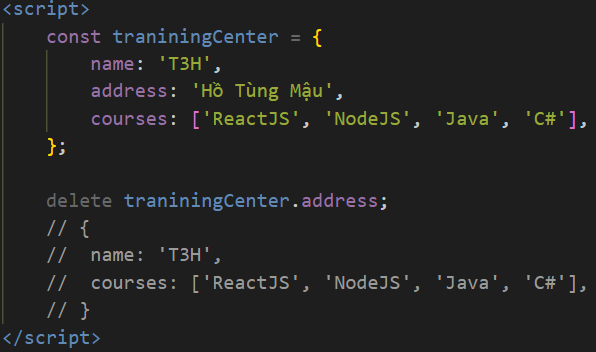 <script>
const traniningCenter = {
name: 'T3H',
address: 'Hồ Tùng Mậu',
courses: ['ReactJS', 'NodeJS', 'Java', 'C#'],
};
delete traniningCenter.address;
// {
//  name: 'T3H',
//  courses: ['ReactJS', 'NodeJS', 'Java', 'C#'],
// }
</script>